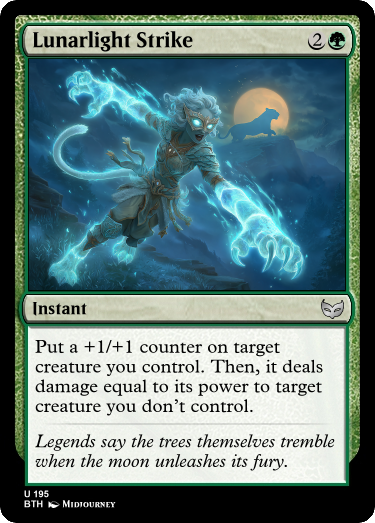 Lunarlight Strike 2
Instant
Put a +1/+1 counter on target
creature you control. Then, it deals
damage equal to its power to target
creature you don't control.
Legends say the trees themselves tremble
when the moon unleashes its fury.
U 195
BTH Midjourney